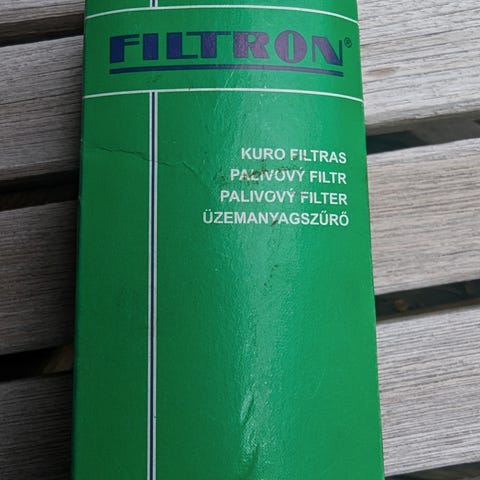 FILTRON®
KURO FILTRAS
PALIVOVÝ FILTR
PALIVOVÝ FILTER
ÜZEMANYAGSZŰRŐ